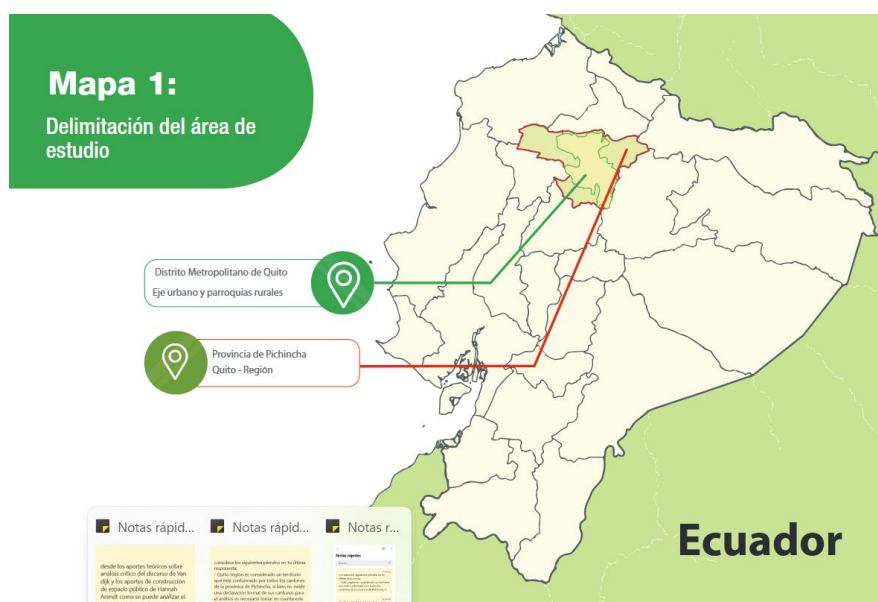 Mapa 1:
Delimitación del área de
estudio
Distrito Metropolitano de Quito
Eje urbano y parroquias rurales
Provincia de Pichincha
Quito - Región
Ecuador
Notas rápid...
Notas rápid...
Notas r...
desde los aportes teóricos sobre
análisis crítico del discurso de Van
dijk y los aportes de construcción
de espacio público de Hannah
Arendt como se puede analizar el
considera los siguientes párrafos en tu última
respuesta:
- Quito región es considerado un territorio
que está conformado por todos los cantones
de la provincia de Pichincha, si bien no existe
una declaración formal de sus cantones para
el análisis es necesario tomar en cuenta este
Notas rápidas